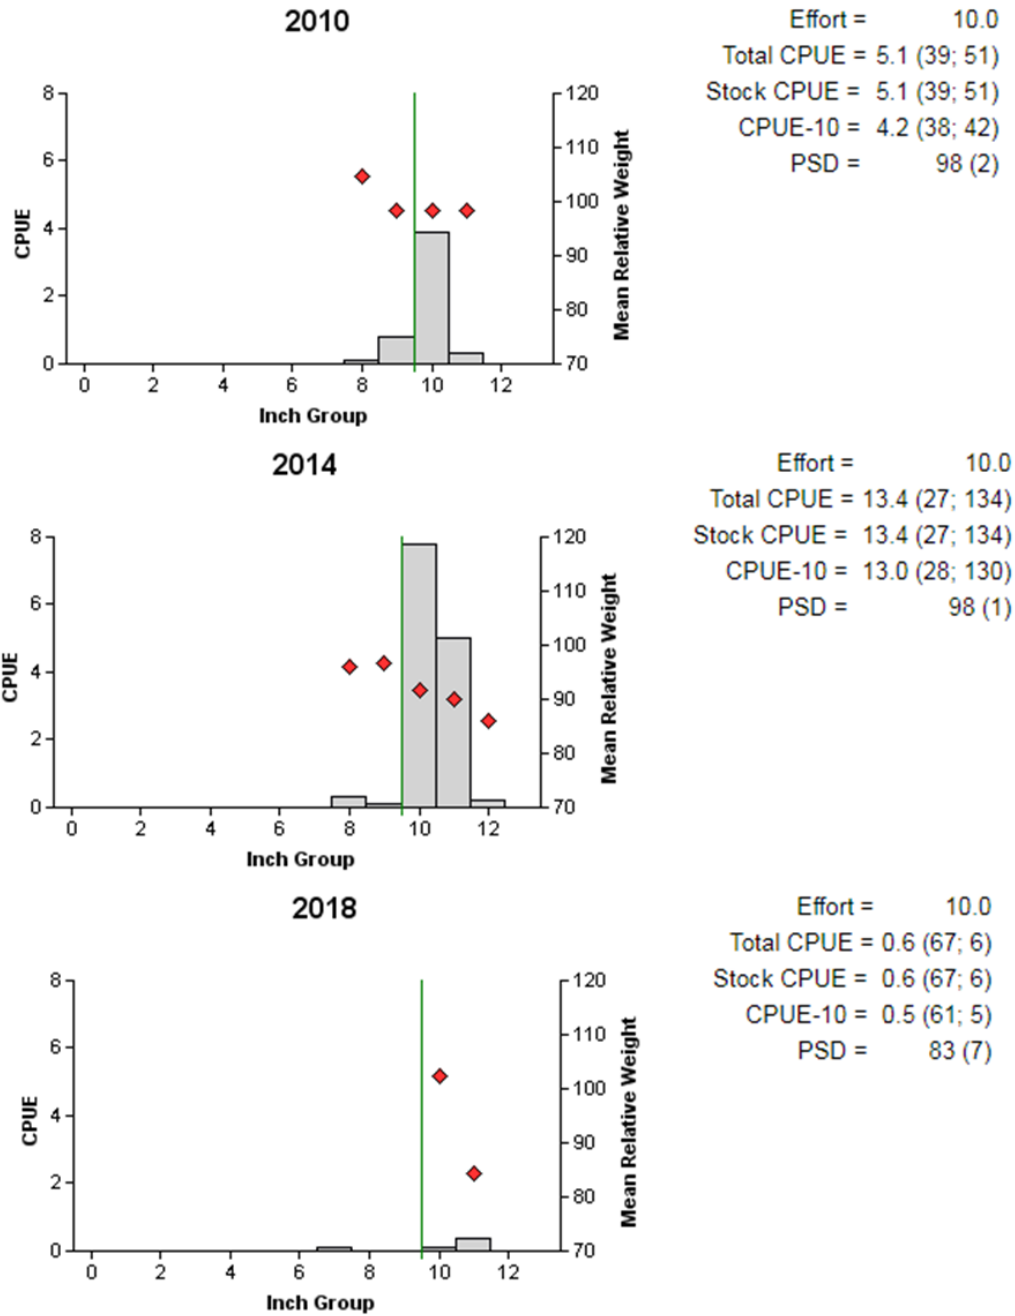 2010
Effort = 10.0
Total CPUE = 5.1 (39; 51)
Stock CPUE = 5.1 (39; 51)
CPUE-10 = 4.2 (38; 42)
PSD = 98 (2)
8
6
4
2
0
CPUE
120
110
100
90
80
70
Mean Relative Weight
0 2 4 6 8 10 12
Inch Group
2014
Effort = 10.0
Total CPUE = 13.4 (27; 134)
Stock CPUE = 13.4 (27; 134)
CPUE-10 = 13.0 (28; 130)
PSD = 98 (1)
8
6
4
2
0
CPUE
120
110
100
90
80
70
Mean Relative Weight
0 2 4 6 8 10 12
Inch Group
2018
Effort = 10.0
Total CPUE = 0.6 (67; 6)
Stock CPUE = 0.6 (67; 6)
CPUE-10 = 0.5 (61; 5)
PSD = 83 (7)
8
6
4
2
0
CPUE
120
110
100
90
80
70
Mean Relative Weight
0 2 4 6 8 10 12
Inch Group